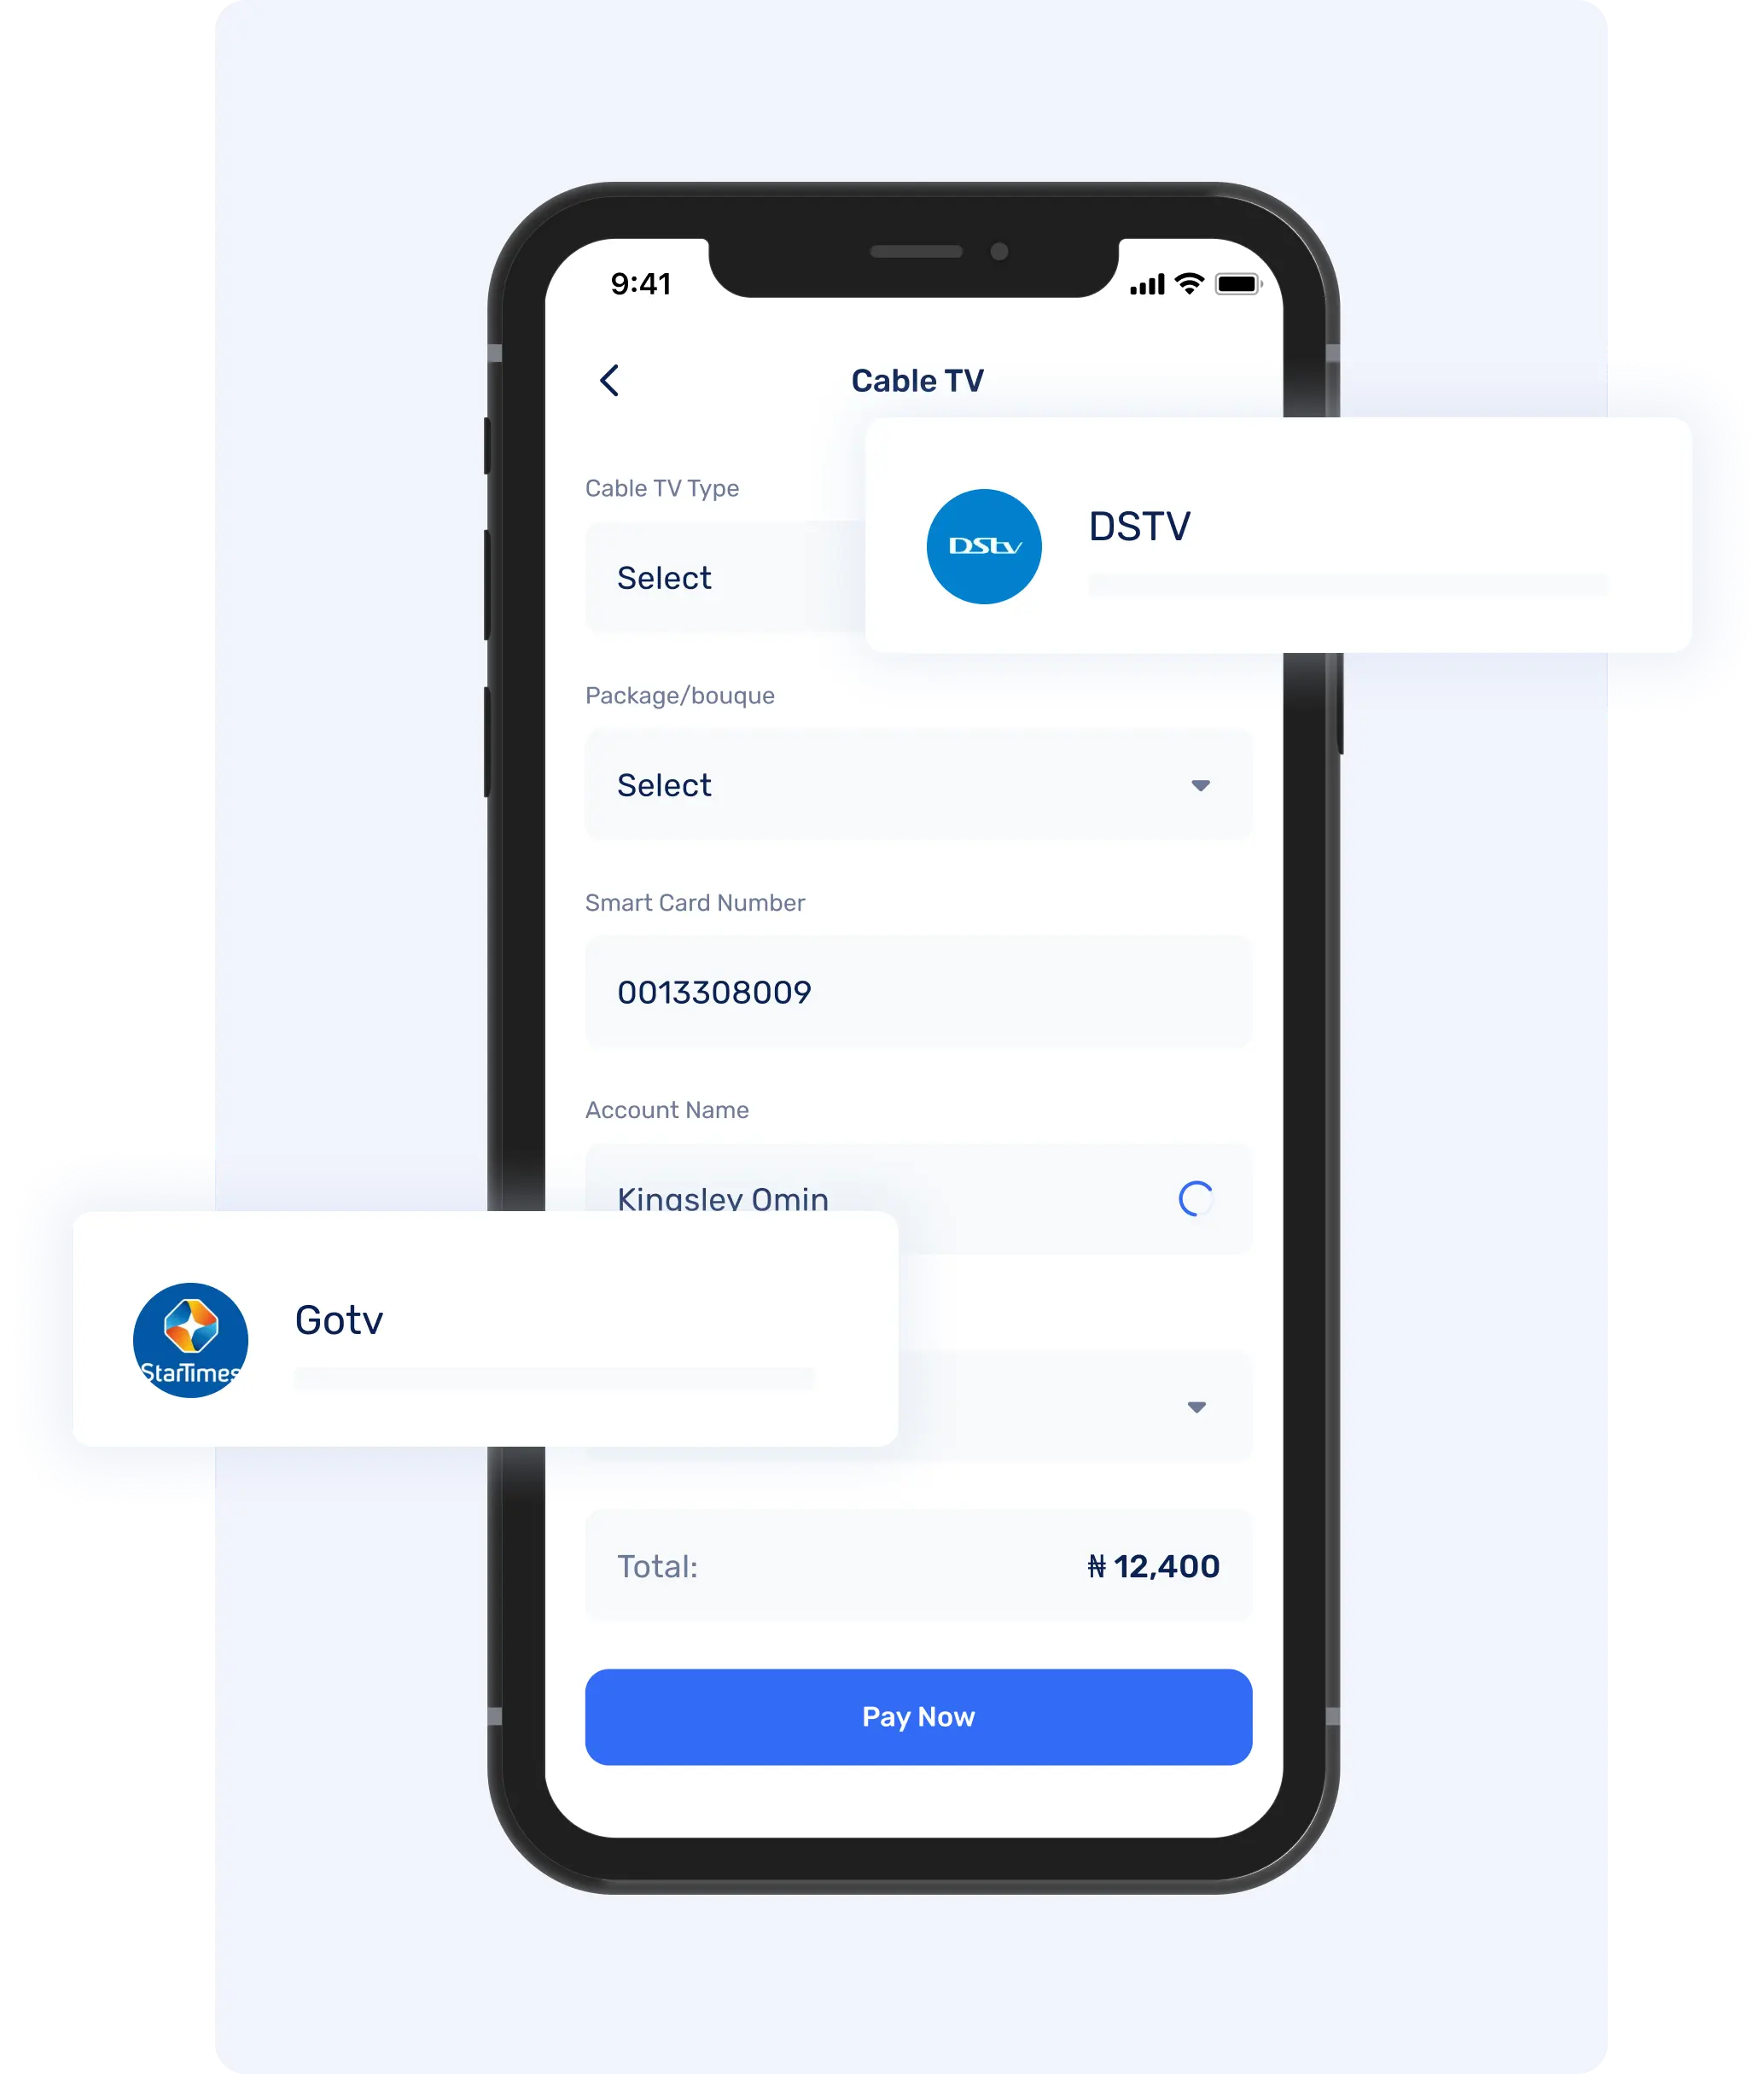 9:41
Cable TV
Cable TV Type
Select
DStv
DSTV
Package/bouque
Select
Smart Card Number
0013308009
Account Name
Kingsley Omin
StarTimes
Gotv
Total:
₦ 12,400
Pay Now